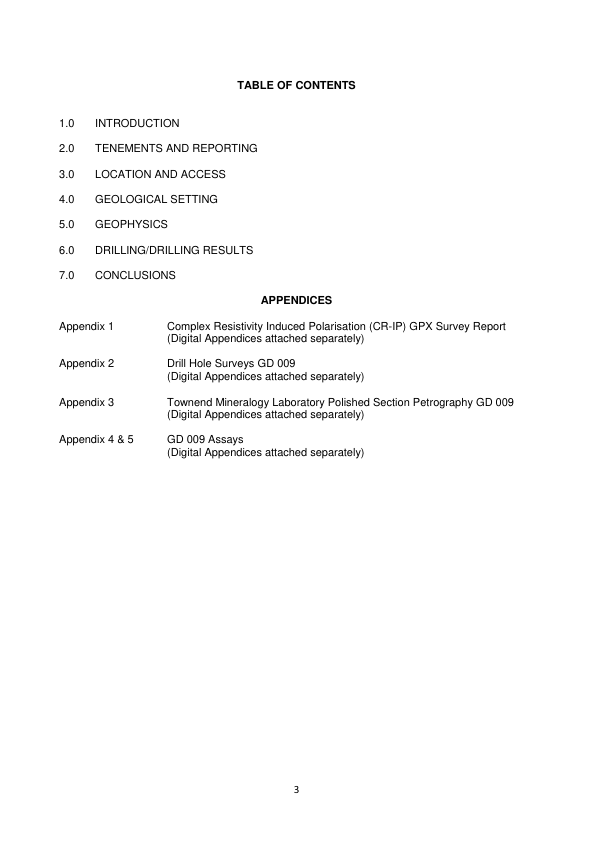 TABLE OF CONTENTS
1.0 INTRODUCTION
2.0 TENEMENTS AND REPORTING
3.0 LOCATION AND ACCESS
4.0 GEOLOGICAL SETTING
5.0 GEOPHYSICS
6.0 DRILLING/DRILLING RESULTS
7.0 CONCLUSIONS
APPENDICES
Appendix 1 Complex Resistivity Induced Polarisation (CR-IP) GPX Survey Report
(Digital Appendices attached separately)
Appendix 2 Drill Hole Surveys GD 009
(Digital Appendices attached separately)
Appendix 3 Townend Mineralogy Laboratory Polished Section Petrography GD 009
(Digital Appendices attached separately)
Appendix 4 & 5 GD 009 Assays
(Digital Appendices attached separately)
3